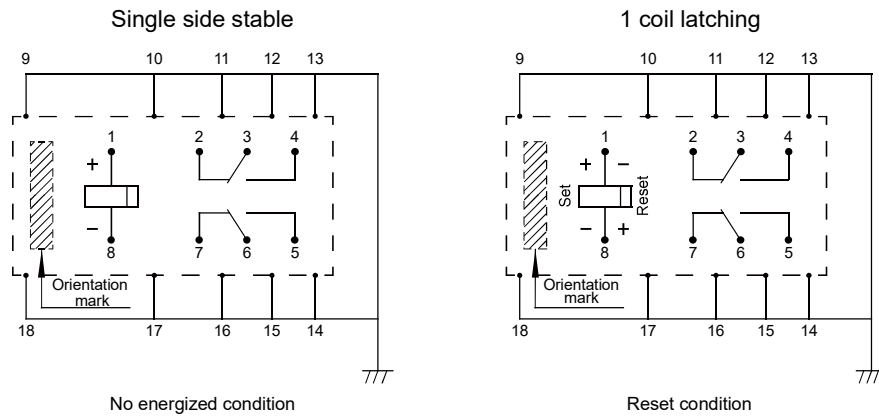 Single side stable
9 10 11 12 13
1 2 3 4
+
−
8 7 6 5
Orientation
mark
18 17 16 15 14
No energized condition
1 coil latching
9 10 11 12 13
1 2 3 4
+ −
Set Reset
− +
8 7 6 5
Orientation
mark
18 17 16 15 14
Reset condition